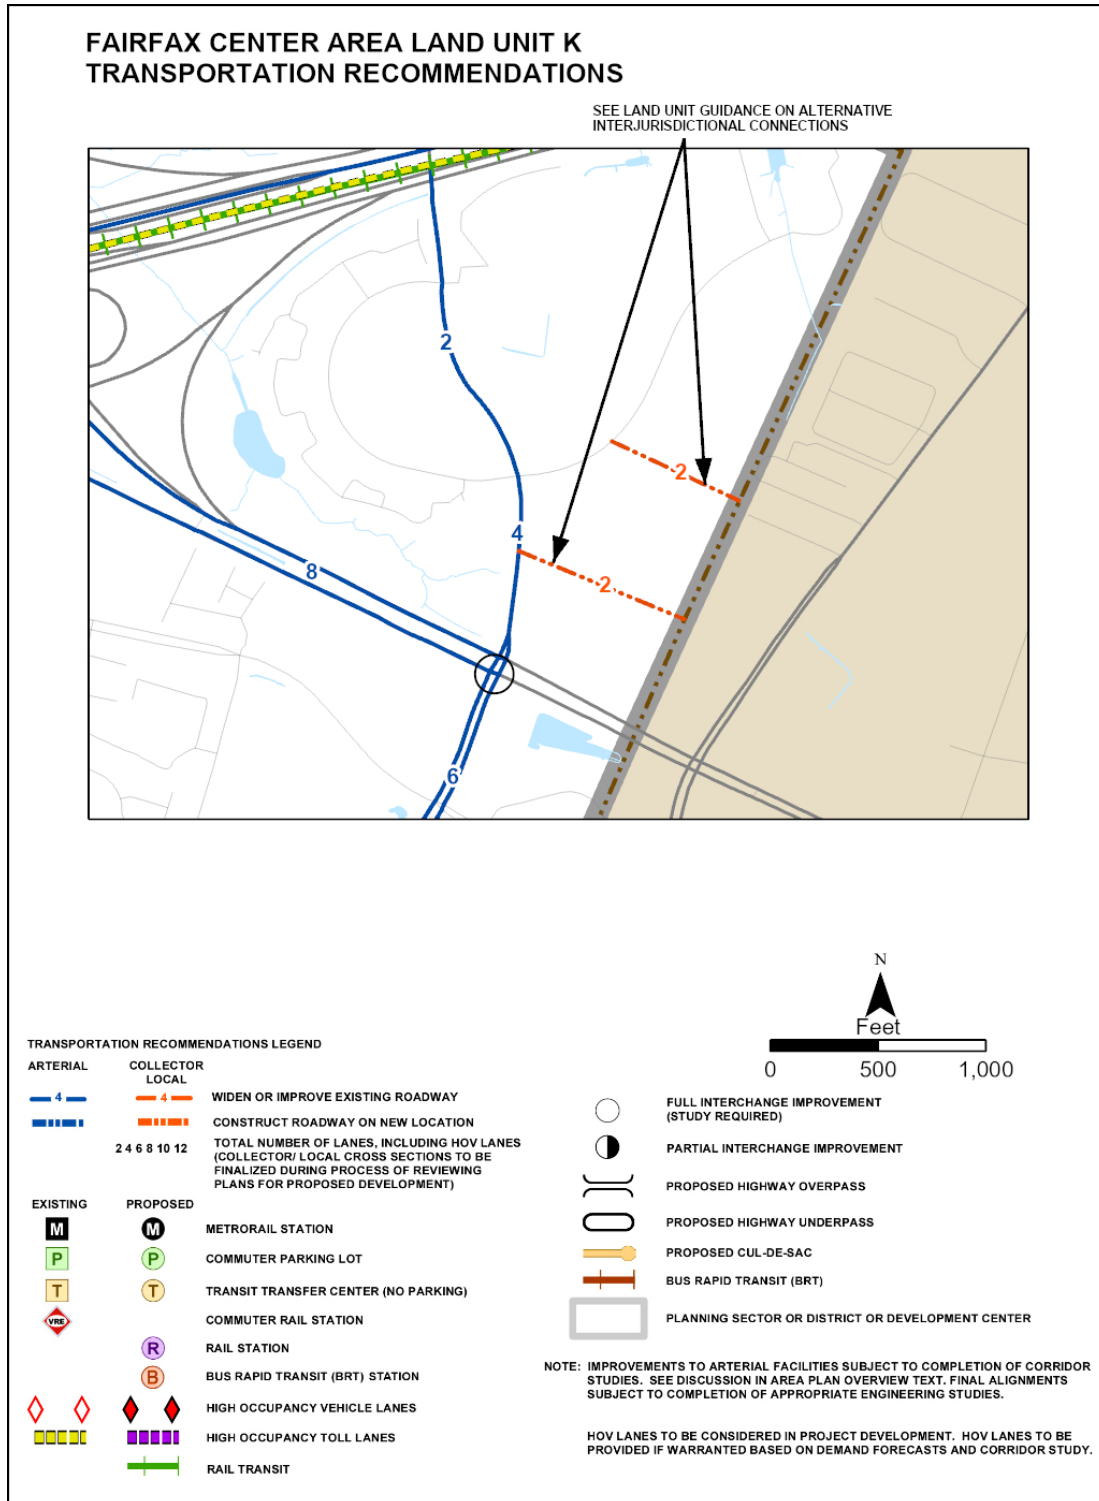 FAIRFAX CENTER AREA LAND UNIT K
TRANSPORTATION RECOMMENDATIONS
SEE LAND UNIT GUIDANCE ON ALTERNATIVE
INTERJURISDICTIONAL CONNECTIONS
2
2
4
8
2
6
N
Feet
0 500 1,000
TRANSPORTATION RECOMMENDATIONS LEGEND
ARTERIAL COLLECTOR
LOCAL
4 4 WIDEN OR IMPROVE EXISTING ROADWAY
CONSTRUCT ROADWAY ON NEW LOCATION
2 4 6 8 10 12 TOTAL NUMBER OF LANES, INCLUDING HOV LANES
(COLLECTOR/ LOCAL CROSS SECTIONS TO BE
FINALIZED DURING PROCESS OF REVIEWING
PLANS FOR PROPOSED DEVELOPMENT)
EXISTING PROPOSED
M M METRORAIL STATION
P P COMMUTER PARKING LOT
T T TRANSIT TRANSFER CENTER (NO PARKING)
VRE COMMUTER RAIL STATION
R RAIL STATION
B BUS RAPID TRANSIT (BRT) STATION
HIGH OCCUPANCY VEHICLE LANES
HIGH OCCUPANCY TOLL LANES
RAIL TRANSIT
FULL INTERCHANGE IMPROVEMENT
(STUDY REQUIRED)
PARTIAL INTERCHANGE IMPROVEMENT
PROPOSED HIGHWAY OVERPASS
PROPOSED HIGHWAY UNDERPASS
PROPOSED CUL-DE-SAC
BUS RAPID TRANSIT (BRT)
PLANNING SECTOR OR DISTRICT OR DEVELOPMENT CENTER
NOTE: IMPROVEMENTS TO ARTERIAL FACILITIES SUBJECT TO COMPLETION OF CORRIDOR
STUDIES. SEE DISCUSSION IN AREA PLAN OVERVIEW TEXT. FINAL ALIGNMENTS
SUBJECT TO COMPLETION OF APPROPRIATE ENGINEERING STUDIES.
HOV LANES TO BE CONSIDERED IN PROJECT DEVELOPMENT. HOV LANES TO BE
PROVIDED IF WARRANTED BASED ON DEMAND FORECASTS AND CORRIDOR STUDY.